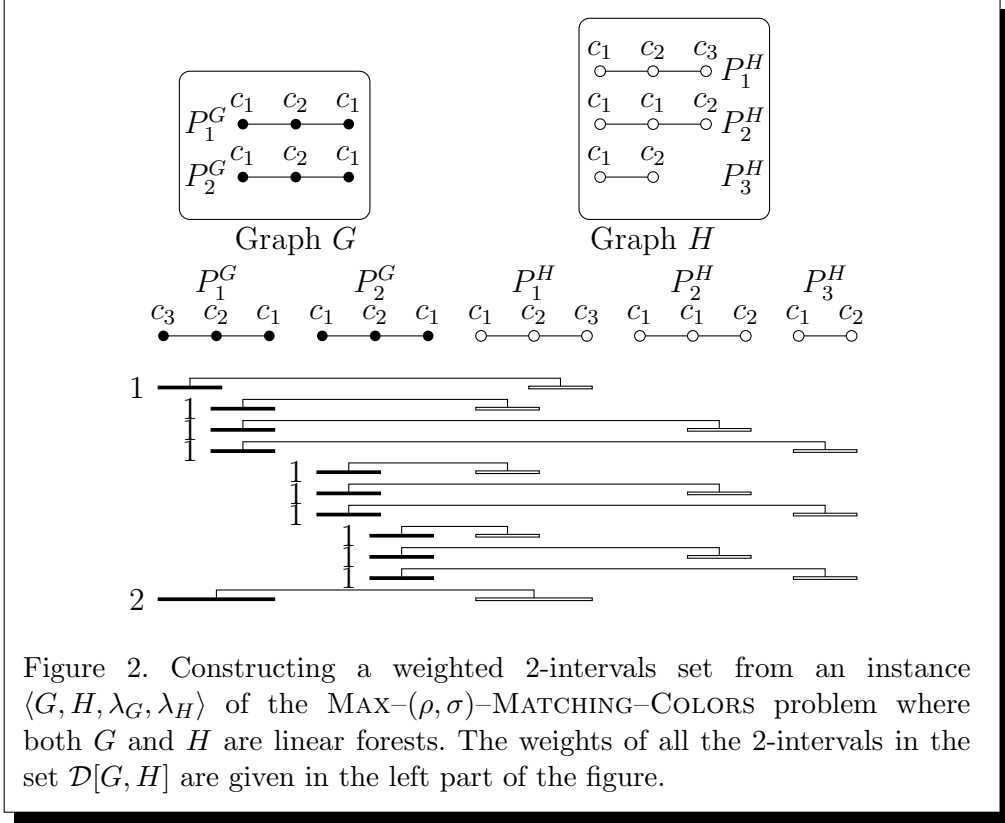 c₁ c₂ c₃
P₁ᴴ
c₁ c₂ c₁
P₁ᴳ
c₁ c₁ c₂
P₂ᴴ
c₁ c₂ c₁
P₂ᴳ
c₁ c₂
P₃ᴴ
Graph G
Graph H
P₁ᴳ P₂ᴳ P₁ᴴ P₂ᴴ P₃ᴴ
c₃ c₂ c₁ c₁ c₂ c₁ c₁ c₂ c₃ c₁ c₁ c₂ c₁ c₂
1
1
1
1
1
1
1
1
1
1
2
Figure 2. Constructing a weighted 2-intervals set from an instance
⟨G, H, λG, λH⟩ of the MAX–(ρ, σ)–MATCHING–COLORS problem where
both G and H are linear forests. The weights of all the 2-intervals in the
set 𝒟[G, H] are given in the left part of the figure.